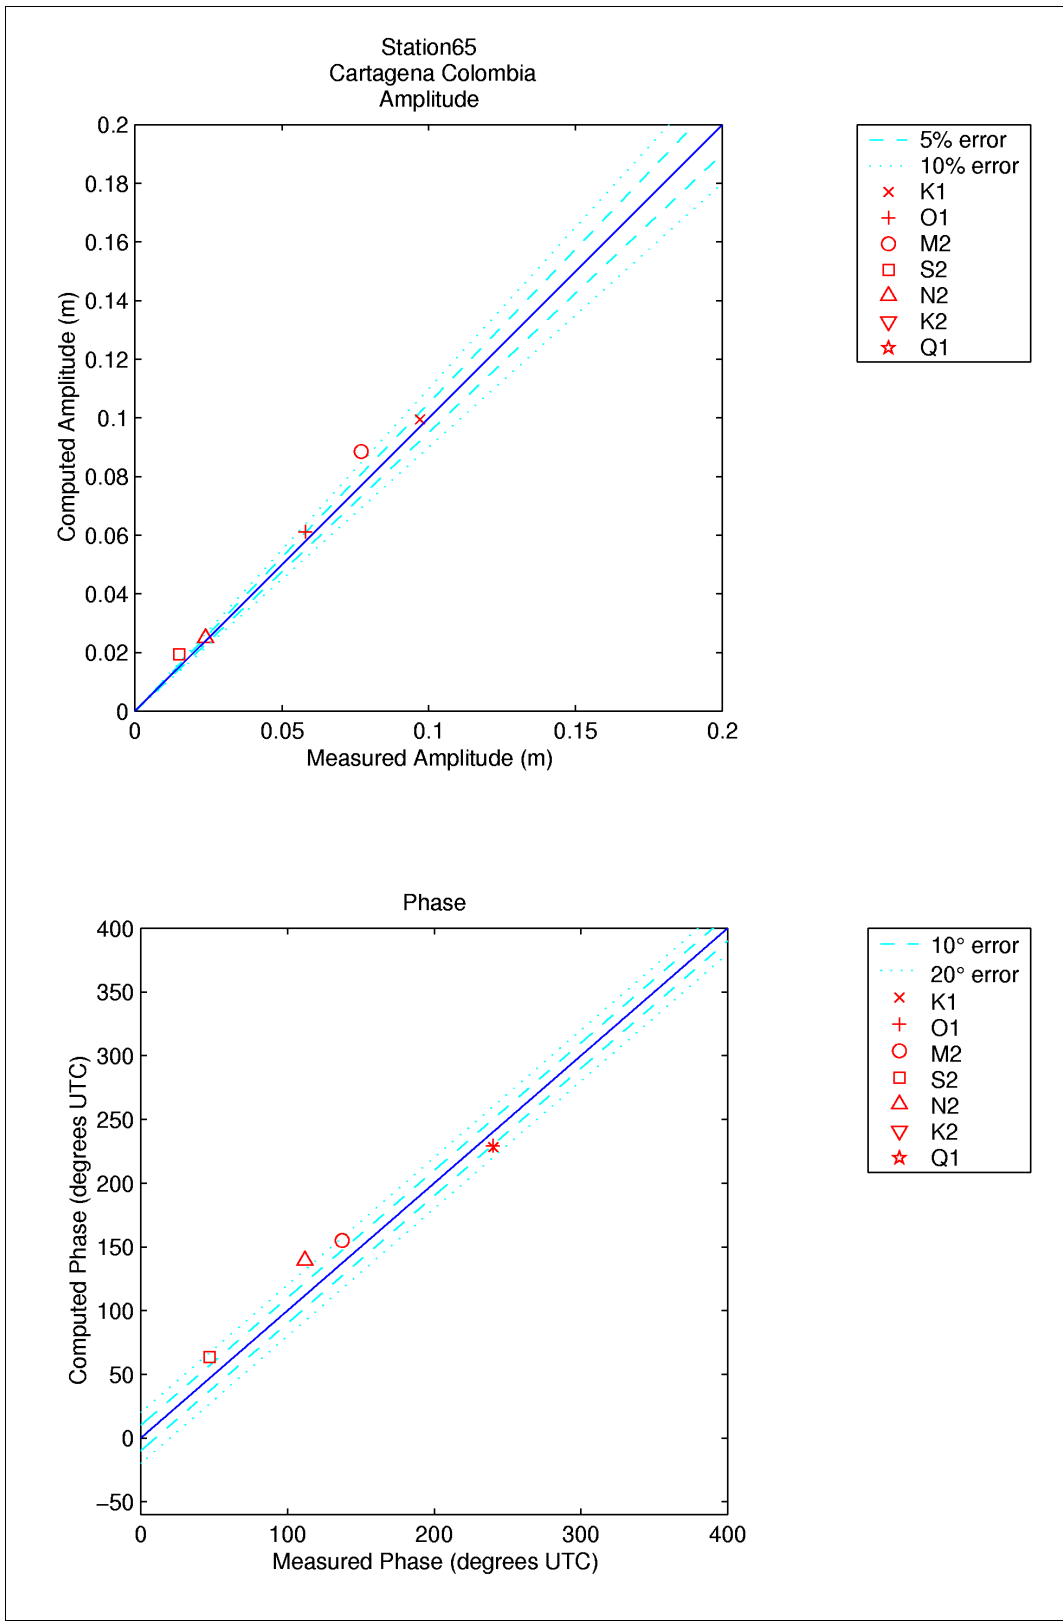 Station65
Cartagena Colombia
Amplitude
0.2
0.18
0.16
0.14
0.12
0.1
0.08
0.06
0.04
0.02
0
Computed Amplitude (m)
0 0.05 0.1 0.15 0.2
Measured Amplitude (m)
5% error
10% error
K1
O1
M2
S2
N2
K2
Q1
Phase
400
350
300
250
200
150
100
50
0
−50
Computed Phase (degrees UTC)
0 100 200 300 400
Measured Phase (degrees UTC)
10° error
20° error
K1
O1
M2
S2
N2
K2
Q1